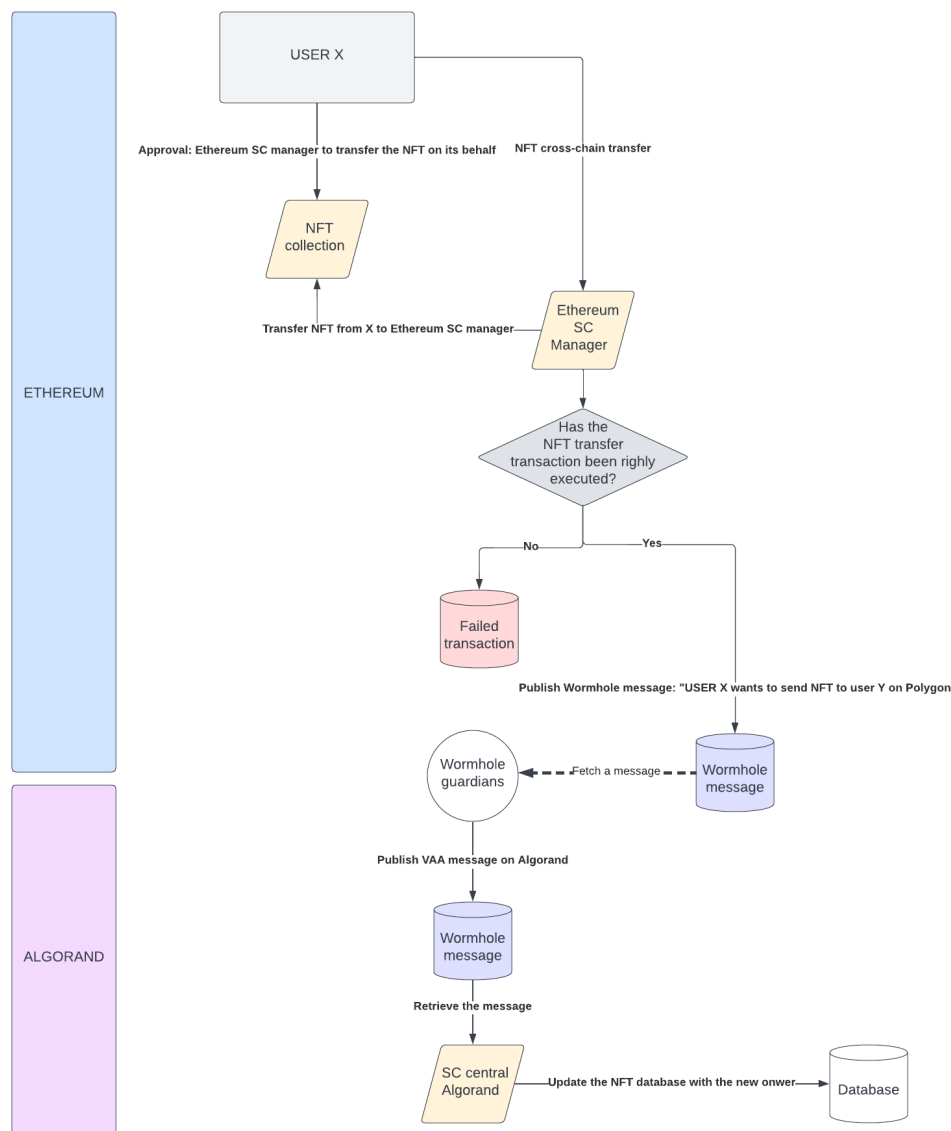 USER X
Approval: Ethereum SC manager to transfer the NFT on its behalf
NFT cross-chain transfer
NFT
collection
Ethereum
SC
Manager
Transfer NFT from X to Ethereum SC manager
ETHEREUM
Has the
NFT transfer
transaction been righly
executed?
No
Yes
Failed
transaction
Publish Wormhole message: "USER X wants to send NFT to user Y on Polygon
Wormhole
guardians
Fetch a message
Wormhole
message
Publish VAA message on Algorand
Wormhole
message
ALGORAND
Retrieve the message
SC central
Algorand
Update the NFT database with the new onwer
Database